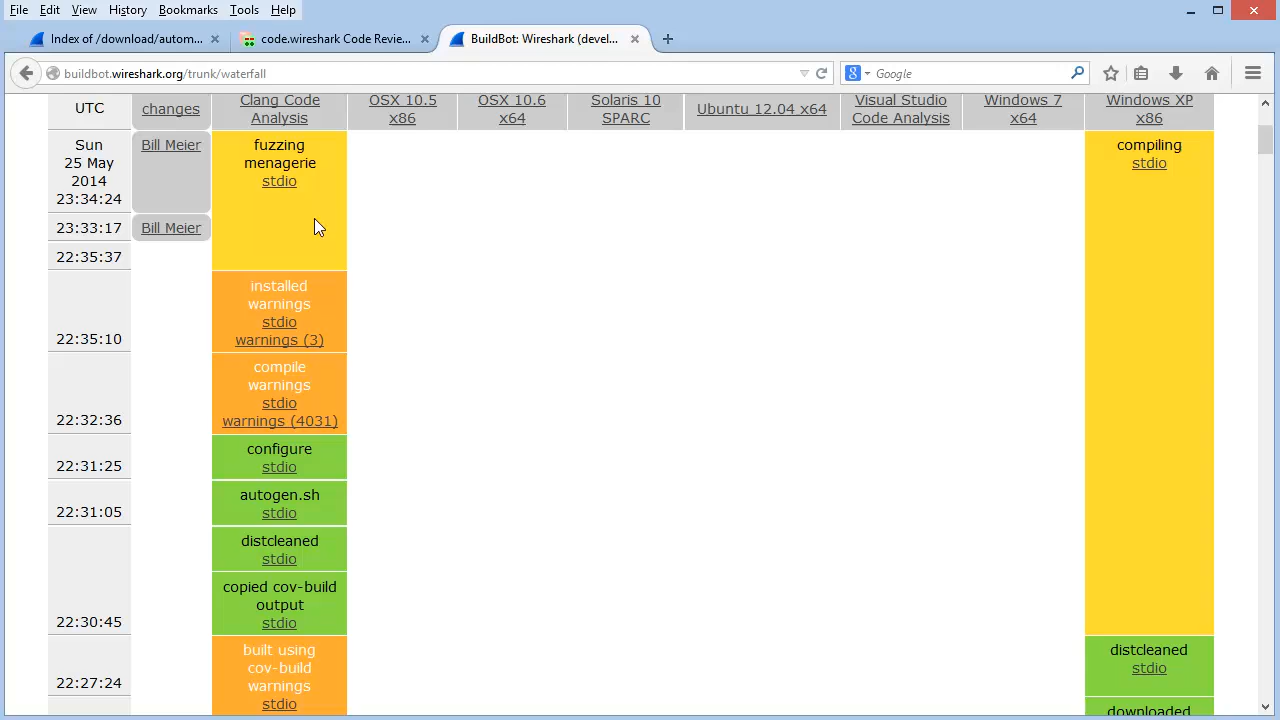 File Edit View History Bookmarks Tools Help
Index of /download/autom...
code.wireshark Code Revie...
BuildBot: Wireshark (devel...
buildbot.wireshark.org/trunk/waterfall
Google
UTC
changes
Clang Code
Analysis
OSX 10.5
x86
OSX 10.6
x64
Solaris 10
SPARC
Ubuntu 12.04 x64
Visual Studio
Code Analysis
Windows 7
x64
Windows XP
x86
Sun
25 May
2014
23:34:24
Bill Meier
fuzzing
menagerie
stdio
compiling
stdio
23:33:17
Bill Meier
22:35:37
installed
warnings
stdio
warnings (3)
22:35:10
compile
warnings
stdio
warnings (4031)
22:32:36
configure
stdio
22:31:25
autogen.sh
stdio
22:31:05
distcleaned
stdio
copied cov-build
output
stdio
22:30:45
built using
cov-build
warnings
stdio
22:27:24
distcleaned
stdio
downloaded